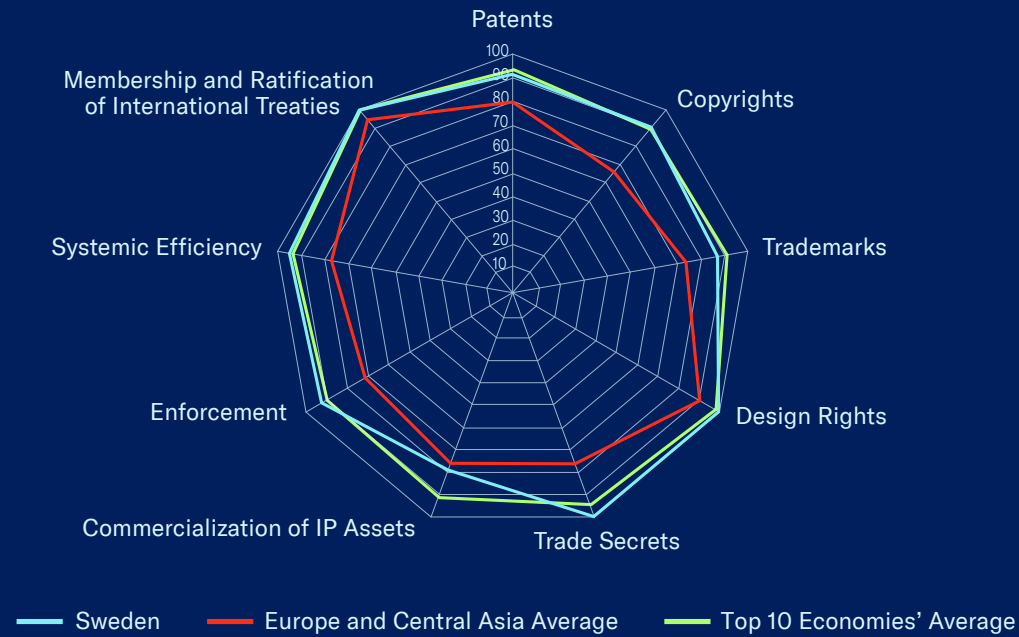 Patents
100
90
80
70
60
50
40
30
20
10
Membership and Ratification
of International Treaties
Copyrights
Systemic Efficiency
Trademarks
Enforcement
Design Rights
Commercialization of IP Assets
Trade Secrets
Sweden
Europe and Central Asia Average
Top 10 Economies’ Average